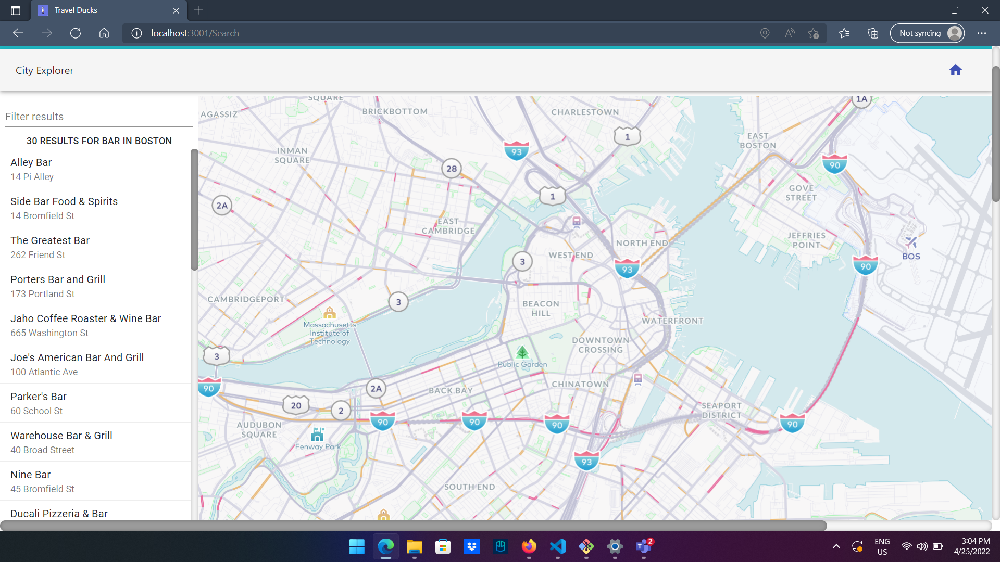 Travel Ducks
localhost:3001/Search
Not syncing
City Explorer
Filter results
30 RESULTS FOR BAR IN BOSTON
Alley Bar
14 Pi Alley
Side Bar Food & Spirits
14 Bromfield St
The Greatest Bar
262 Friend St
Porters Bar and Grill
173 Portland St
Jaho Coffee Roaster & Wine Bar
665 Washington St
Joe's American Bar And Grill
100 Atlantic Ave
Parker's Bar
60 School St
Warehouse Bar & Grill
40 Broad Street
Nine Bar
45 Bromfield St
Ducali Pizzeria & Bar
SQUARE
AGASSIZ
BRICKBOTTOM
CHARLESTOWN
1A
1
EAST
BOSTON
INMAN
SQUARE
93
28
90
GOVE
STREET
1
2A
EAST
CAMBRIDGE
JEFFRIES
POINT
NORTH END
WEST END
BOS
3
93
90
CAMBRIDGEPORT
3
BEACON
HILL
WATERFRONT
Massachusetts
Institute of
Technology
DOWNTOWN
CROSSING
3
Public Garden
90
2A
BACK BAY
CHINATOWN
20
2
SEAPORT
DISTRICT
90
90
90
90
AUDUBON
SQUARE
Fenway Park
93
SOUTH END
2
ENG
US
3:04 PM
4/25/2022